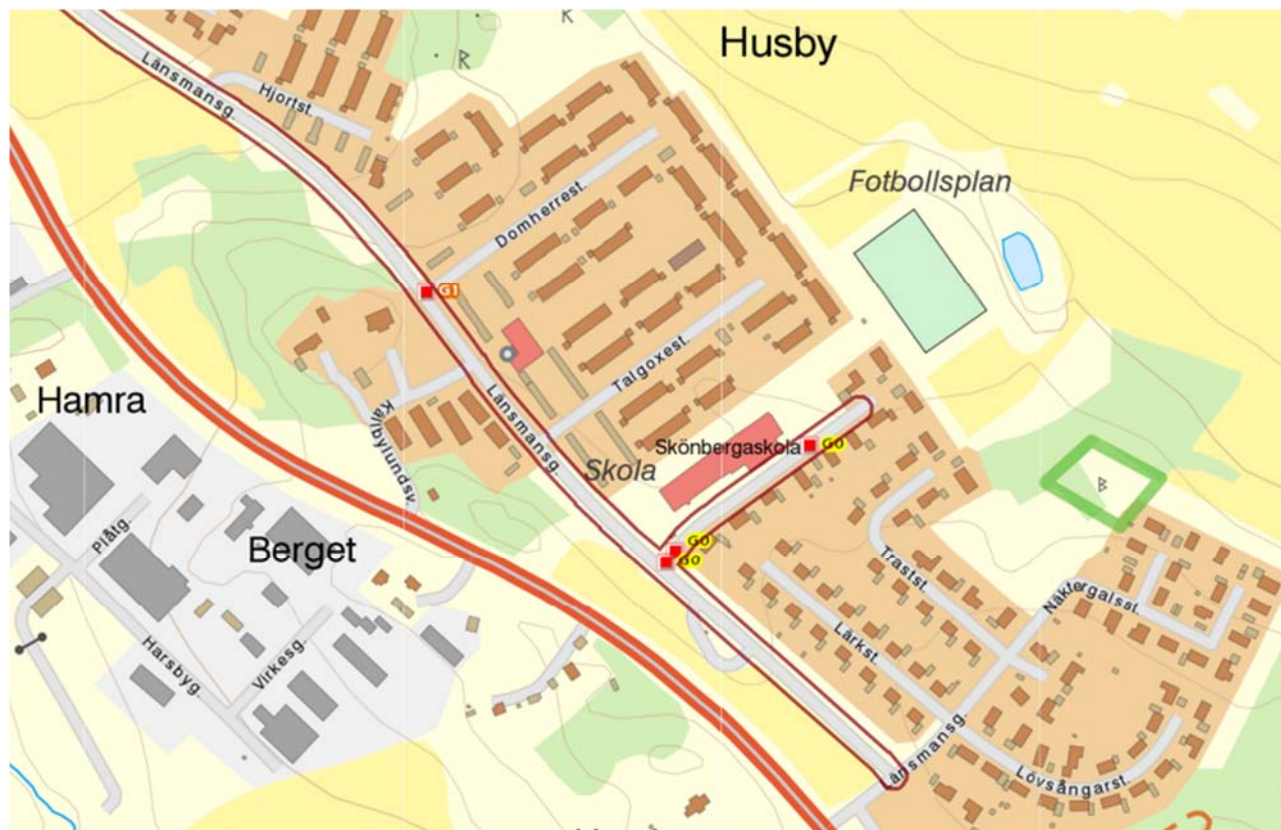 Husby
Länsmansg.
Hjortst.
Fotbollsplan
Domherrest.
G1
Talgoxest.
Länsmansg.
Hamra
Källbylundsv.
Skönbergaskola
G0
Skola
Plåtg.
Berget
G0
G0
Trastst.
Näktergalsst.
Harsbyg.
Virkesg.
Lärkst.
Länsmansg.
Lövsångarst.